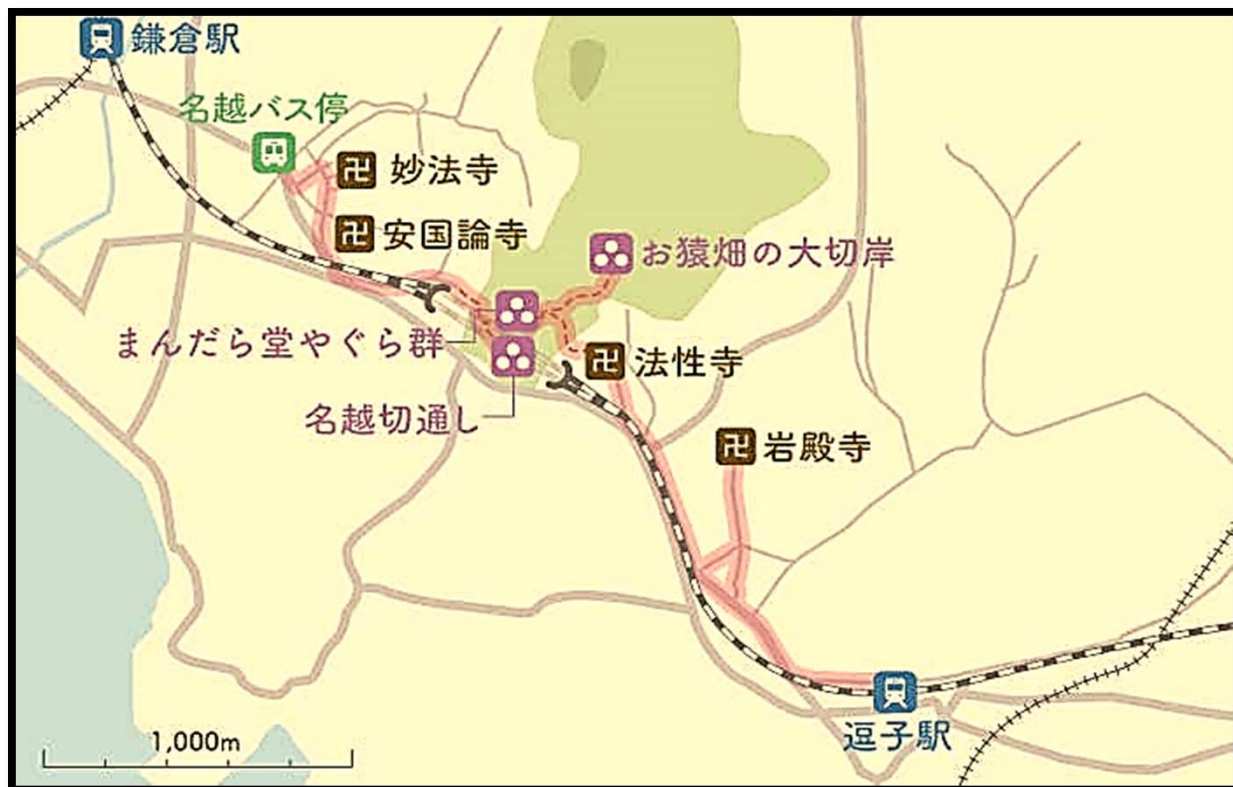 鎌倉駅
名越バス停
妙法寺
安国論寺
お猿畑の大切岸
まんだら堂やぐら群
法性寺
名越切通し
岩殿寺
逗子駅
1,000m